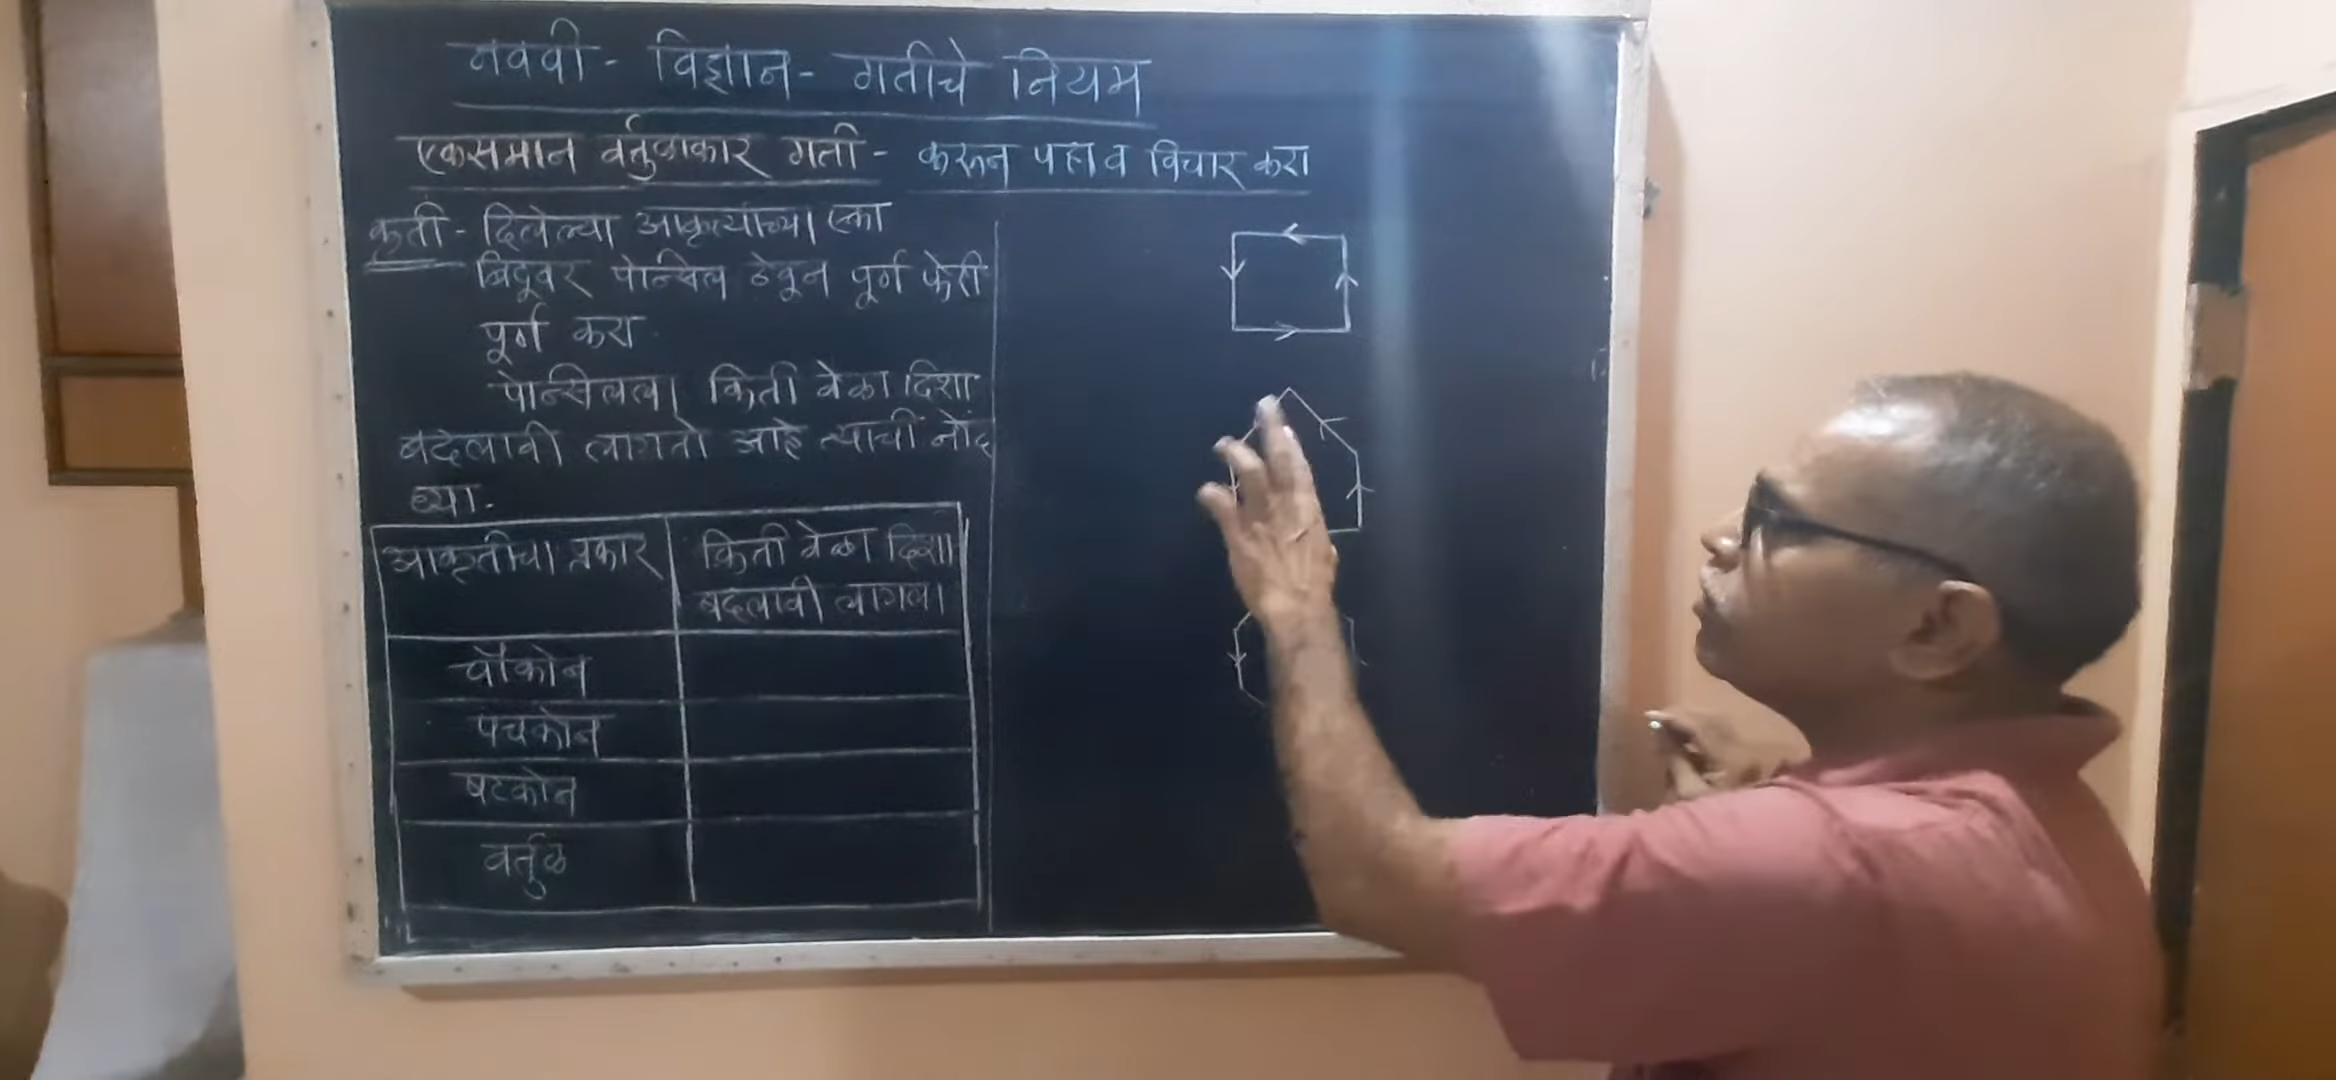 नववी - विज्ञान - गतीचे नियम
एकसमान वर्तुळाकार गती - करून पहा व विचार करा
कृती - दिलेल्या आकृत्यांच्या एका
बिंदूवर पेन्सिल ठेवून पूर्ण फेरी
पूर्ण करा.
पेन्सिलला किती वेळा दिशा
बदलावी लागते आहे त्याची नोंद
घ्या.
आकृतीचा प्रकार
किती वेळा दिशा
बदलावी लागल।
चौकोन
पंचकोन
षटकोन
वर्तुळ